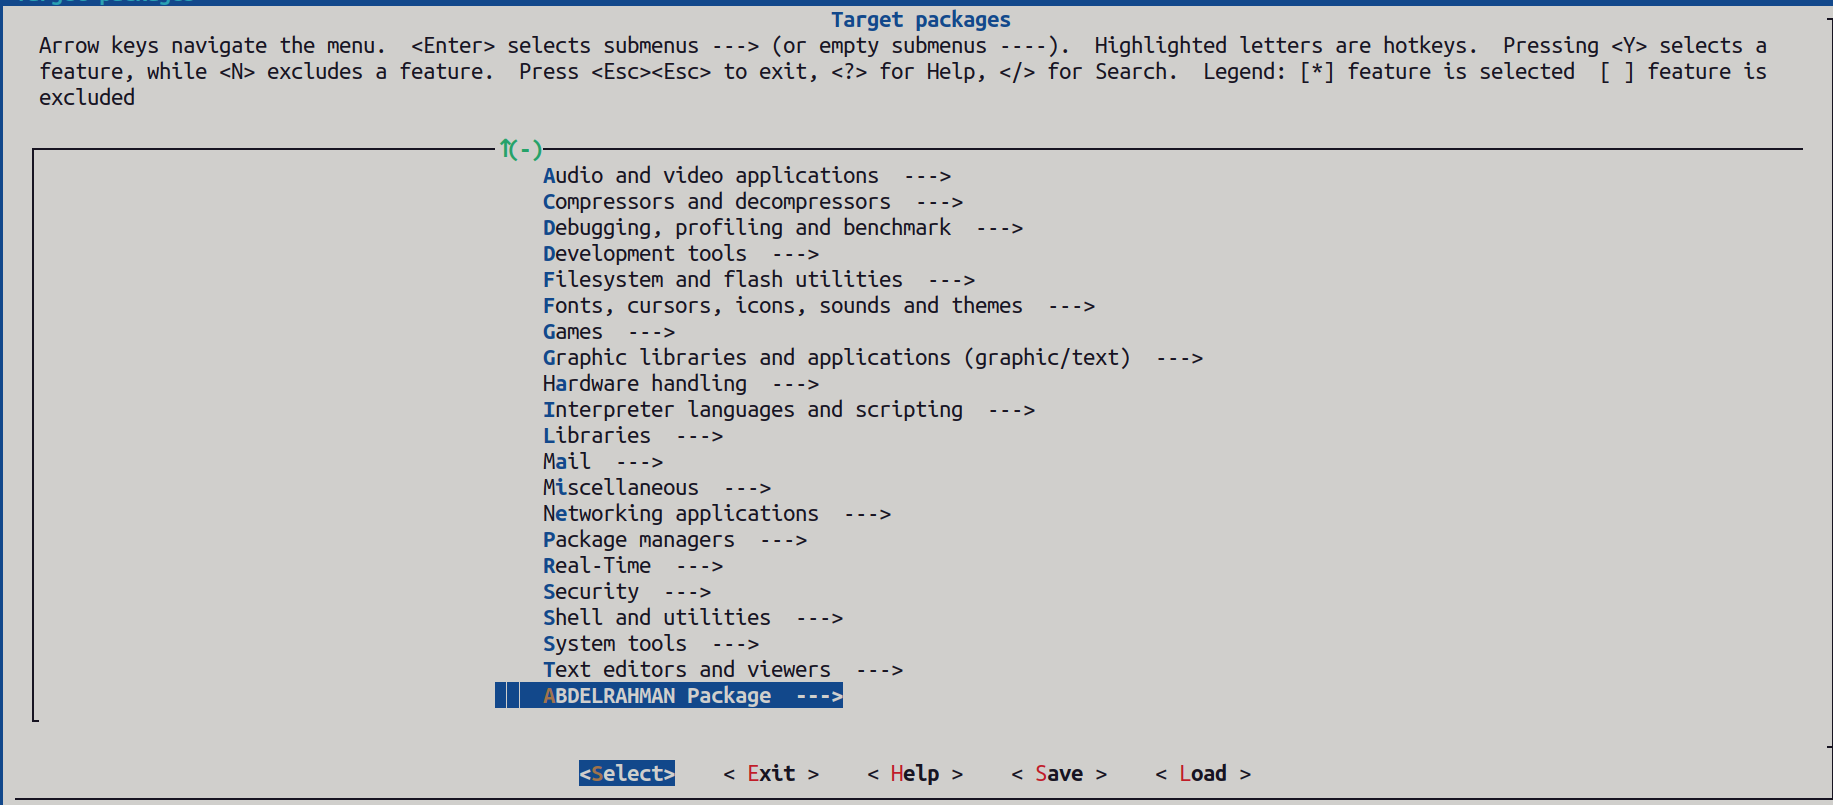 Target packages
Arrow keys navigate the menu.  <Enter> selects submenus ---> (or empty submenus ----).  Highlighted letters are hotkeys.  Pressing <Y> selects a
feature, while <N> excludes a feature.  Press <Esc><Esc> to exit, <?> for Help, </> for Search.  Legend: [*] feature is selected  [ ] feature is
excluded
↑(-)
Audio and video applications  --->
Compressors and decompressors  --->
Debugging, profiling and benchmark  --->
Development tools  --->
Filesystem and flash utilities  --->
Fonts, cursors, icons, sounds and themes  --->
Games  --->
Graphic libraries and applications (graphic/text)  --->
Hardware handling  --->
Interpreter languages and scripting  --->
Libraries  --->
Mail  --->
Miscellaneous  --->
Networking applications  --->
Package managers  --->
Real-Time  --->
Security  --->
Shell and utilities  --->
System tools  --->
Text editors and viewers  --->
ABDELRAHMAN Package  --->
<Select>    < Exit >    < Help >    < Save >    < Load >